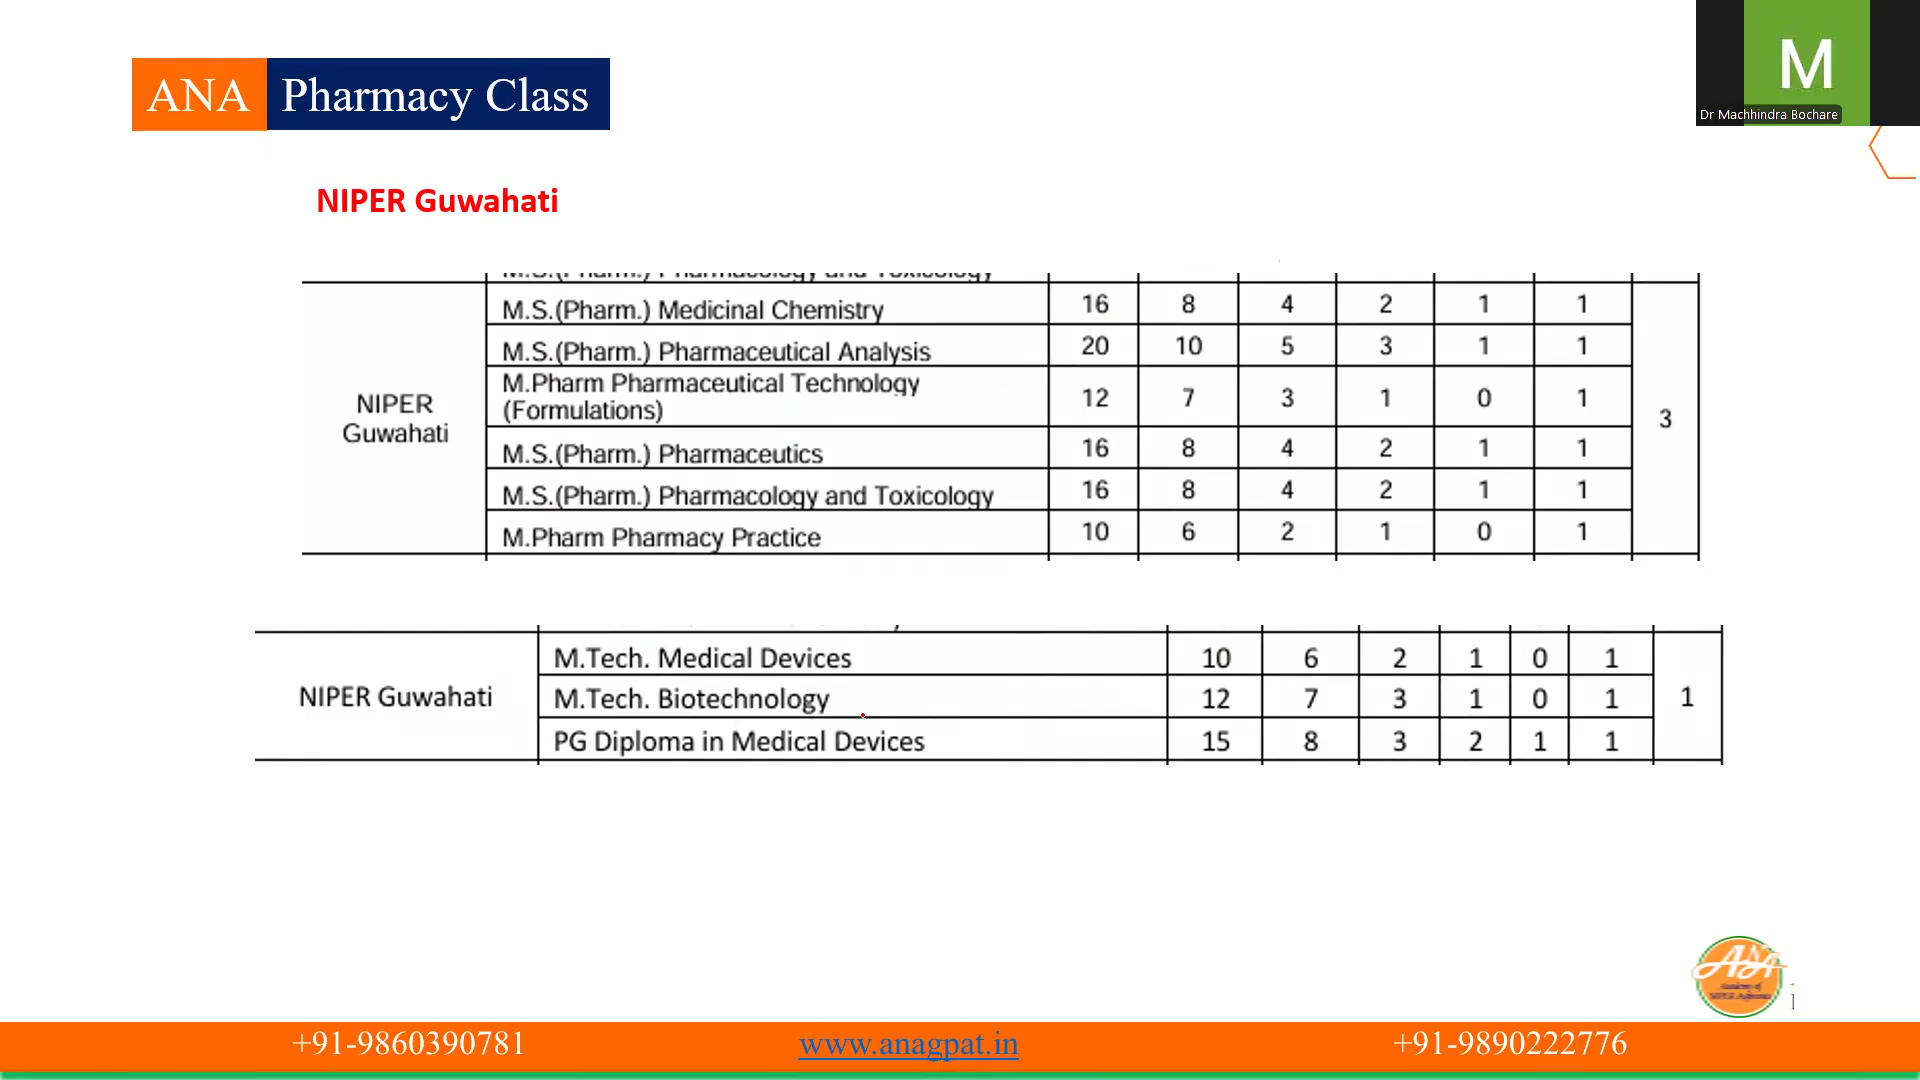 M
Dr Machhindra Bochare
ANA Pharmacy Class
NIPER Guwahati
M.S.(Pharm.) Pharmacology and Toxicology
NIPER Guwahati
M.S.(Pharm.) Medicinal Chemistry 16 8 4 2 1 1
M.S.(Pharm.) Pharmaceutical Analysis 20 10 5 3 1 1
M.Pharm Pharmaceutical Technology
(Formulations) 12 7 3 1 0 1
M.S.(Pharm.) Pharmaceutics 16 8 4 2 1 1
M.S.(Pharm.) Pharmacology and Toxicology 16 8 4 2 1 1
M.Pharm Pharmacy Practice 10 6 2 1 0 1
3
NIPER Guwahati
M.Tech. Medical Devices 10 6 2 1 0 1
M.Tech. Biotechnology 12 7 3 1 0 1
PG Diploma in Medical Devices 15 8 3 2 1 1
1
ANA
+91-9860390781 www.anagpat.in +91-9890222776